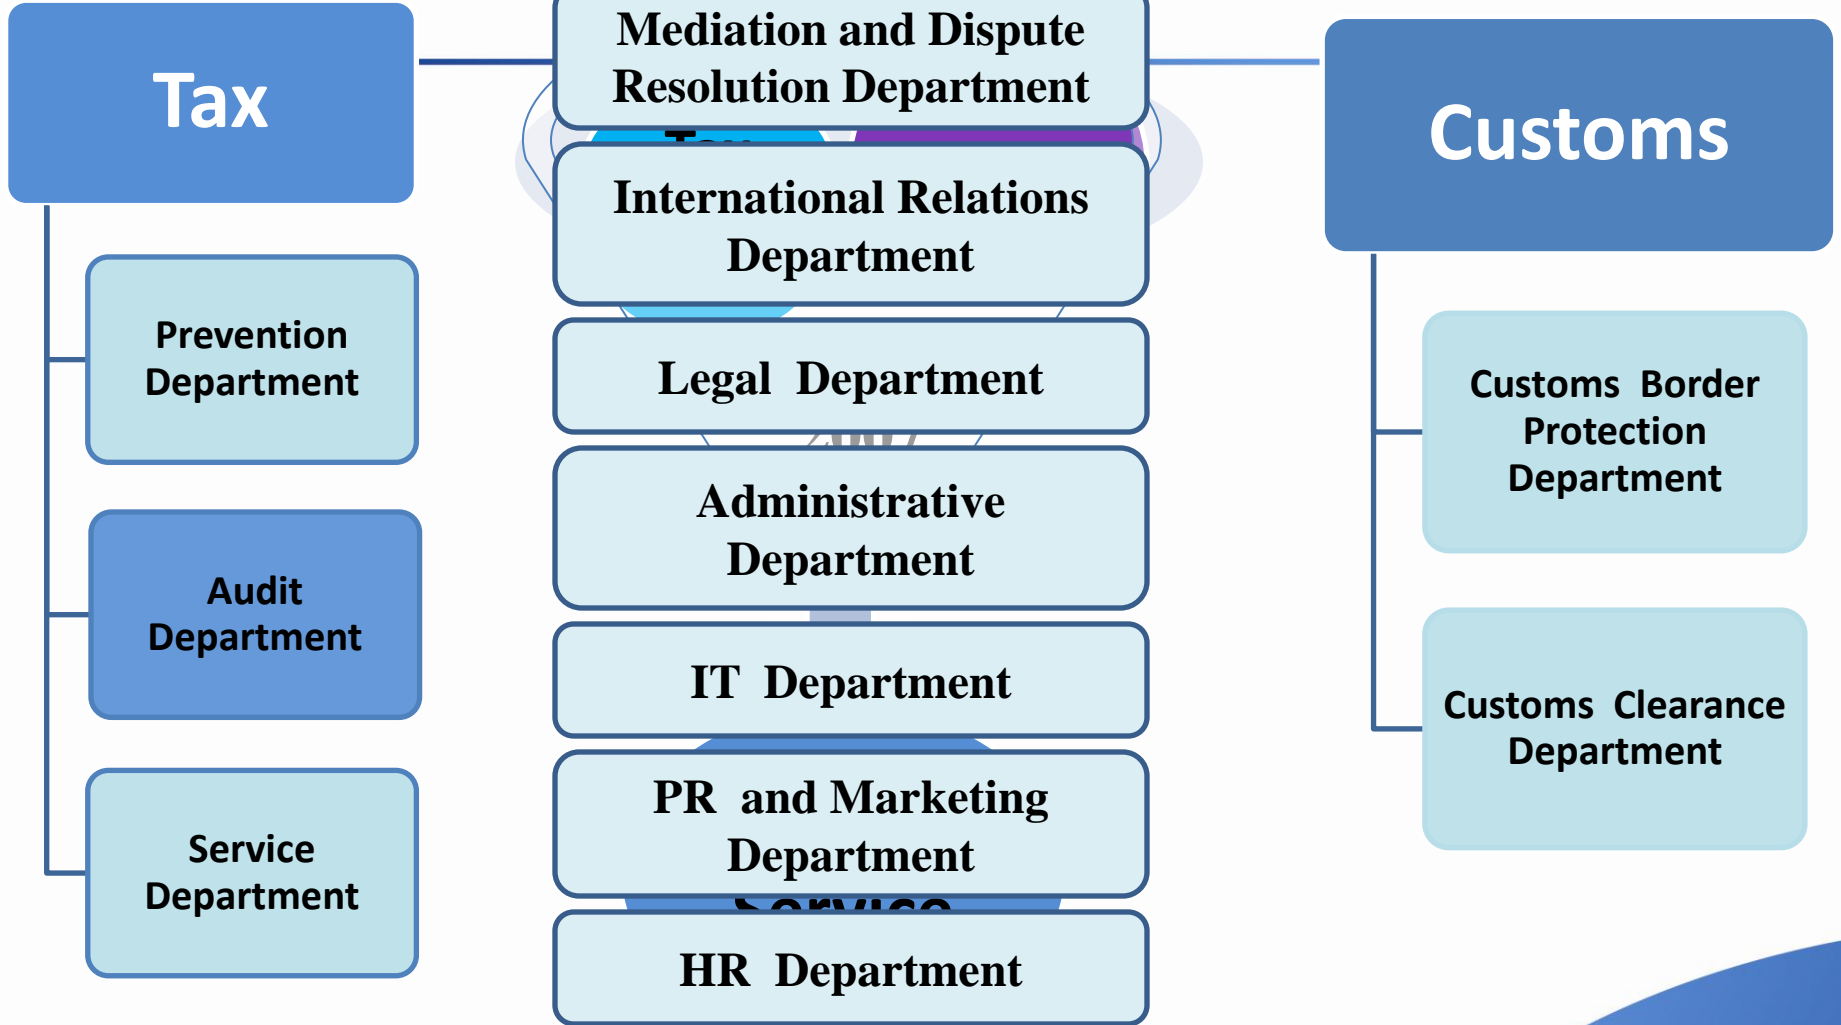 Tax
Prevention
Department
Audit
Department
Service
Department
Mediation and Dispute
Resolution Department
International Relations
Department
Legal Department
Administrative
Department
IT Department
PR and Marketing
Department
Service
HR Department
Customs
Customs Border
Protection
Department
Customs Clearance
Department